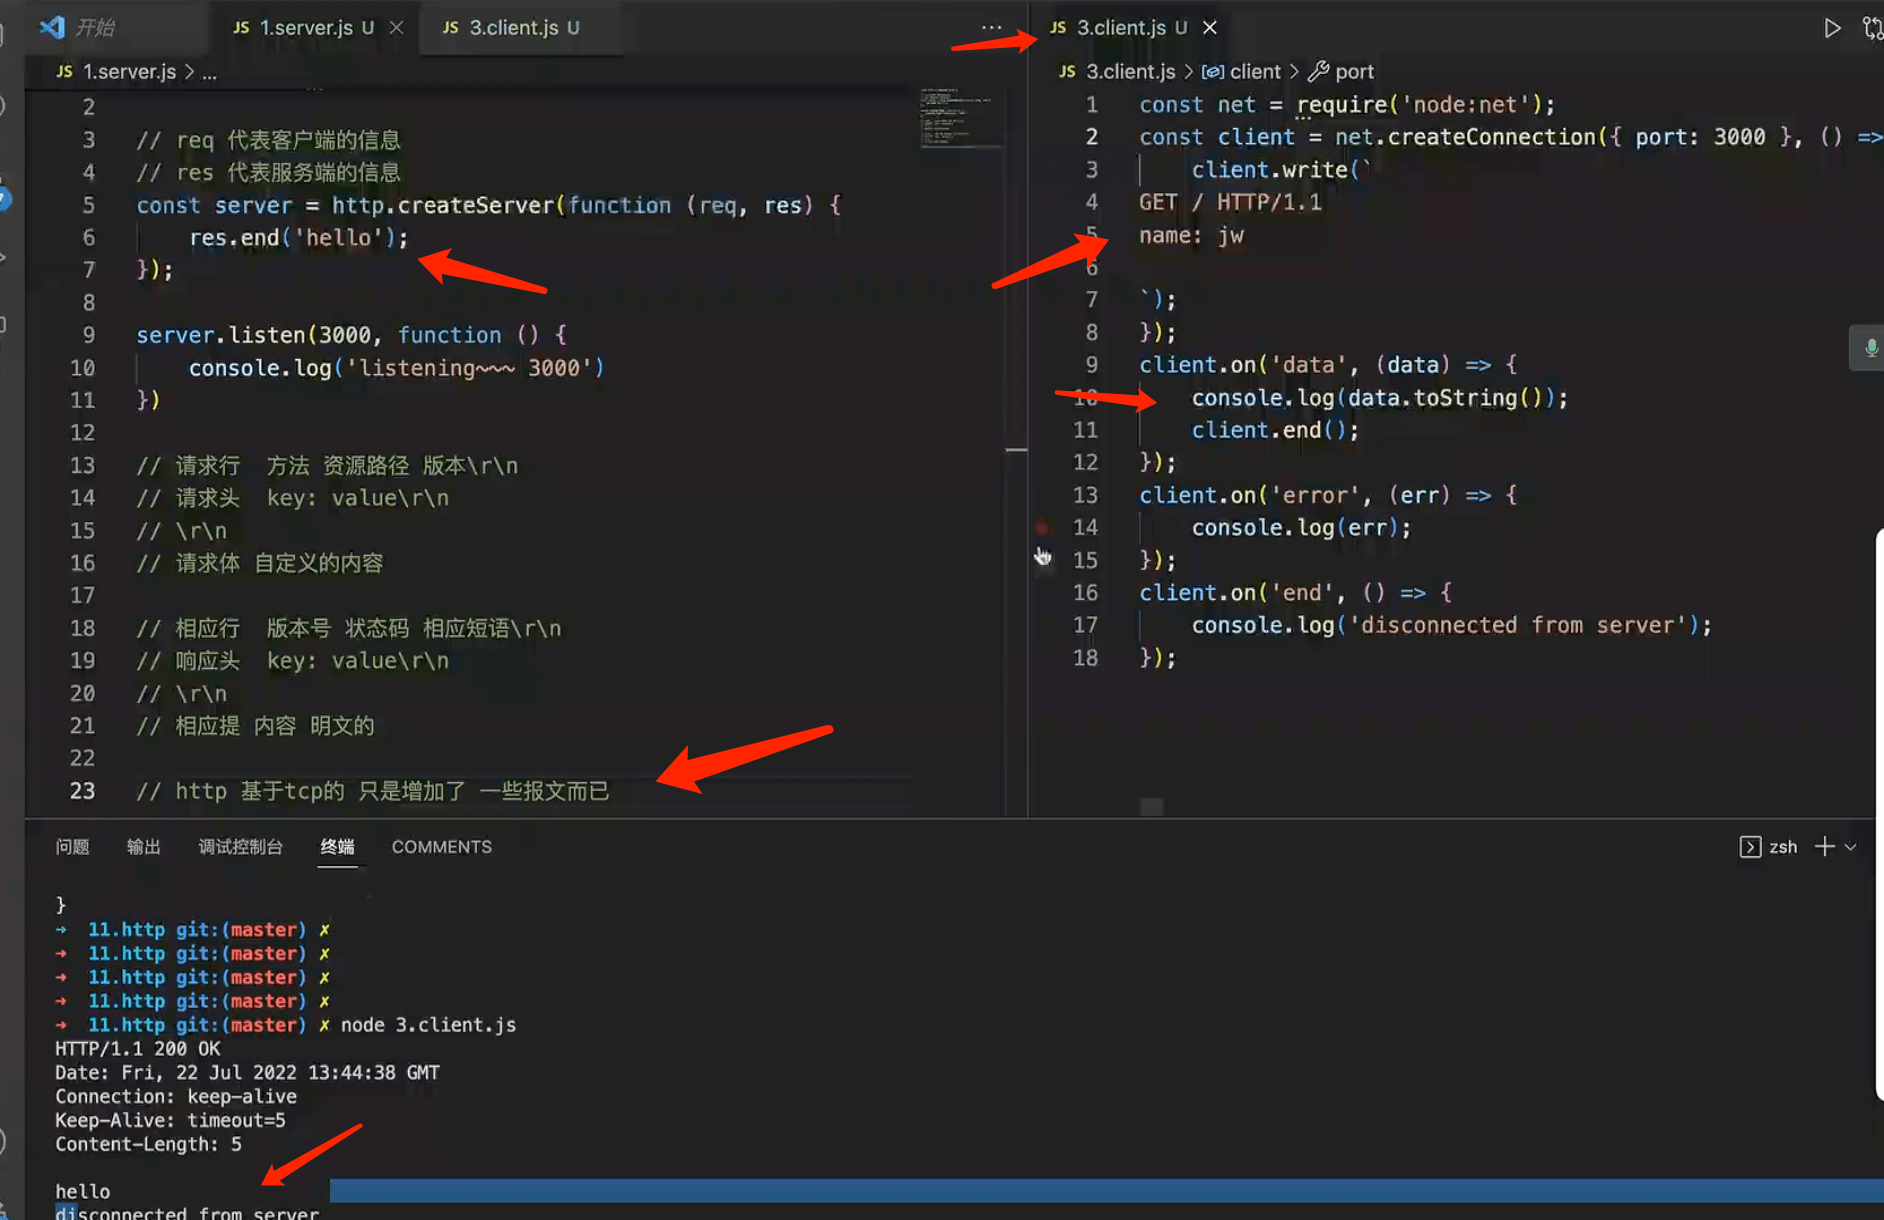 开始
JS 1.server.js U
JS 3.client.js U
JS 1.server.js > ...
2
3 // req 代表客户端的信息
4 // res 代表服务端的信息
5 const server = http.createServer(function (req, res) {
6 res.end('hello');
7 });
8
9 server.listen(3000, function () {
10 console.log('listening~~~ 3000')
11 })
12
13 // 请求行 方法 资源路径 版本\r\n
14 // 请求头 key: value\r\n
15 // \r\n
16 // 请求体 自定义的内容
17
18 // 相应行 版本号 状态码 相应短语\r\n
19 // 响应头 key: value\r\n
20 // \r\n
21 // 相应提 内容 明文的
22
23 // http 基于tcp的 只是增加了 一些报文而已
JS 3.client.js U
JS 3.client.js > client > port
1 const net = require('node:net');
2 const client = net.createConnection({ port: 3000 }, () =>
3 client.write(`
4 GET / HTTP/1.1
5 name: jw
6
7 `);
8 });
9 client.on('data', (data) => {
10 console.log(data.toString());
11 client.end();
12 });
13 client.on('error', (err) => {
14 console.log(err);
15 });
16 client.on('end', () => {
17 console.log('disconnected from server');
18 });
问题 输出 调试控制台 终端 COMMENTS
zsh
}
→ 11.http git:(master) ✗
→ 11.http git:(master) ✗
→ 11.http git:(master) ✗
→ 11.http git:(master) ✗
→ 11.http git:(master) ✗ node 3.client.js
HTTP/1.1 200 OK
Date: Fri, 22 Jul 2022 13:44:38 GMT
Connection: keep-alive
Keep-Alive: timeout=5
Content-Length: 5
hello
disconnected from server